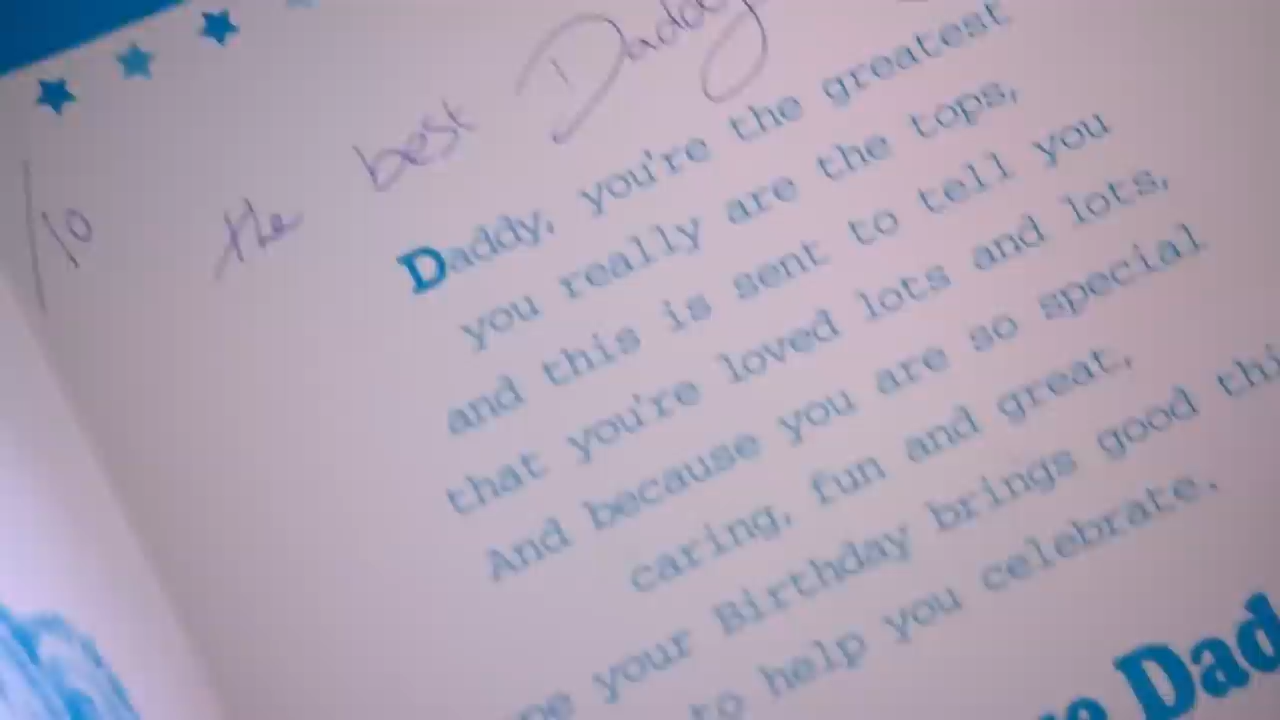 To the best Daddy
Daddy, you're the greatest
you really are the tops,
and this is sent to tell you
that you're loved lots and lots,
And because you are so special
caring, fun and great,
your Birthday brings good
to help you celebrate.